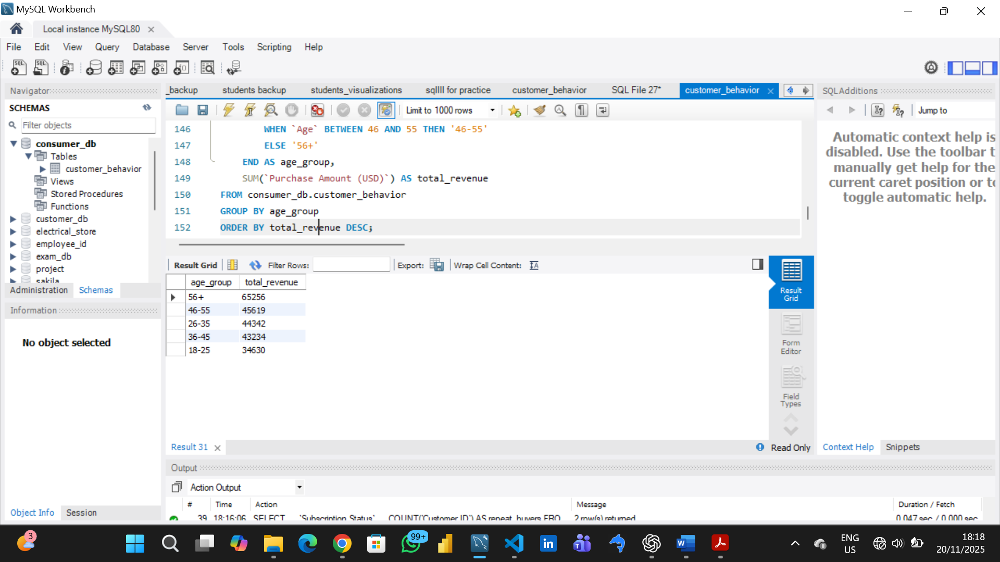 MySQL Workbench
Local instance MySQL80
File Edit View Query Database Server Tools Scripting Help
Navigator
SCHEMAS
Filter objects
consumer_db
Tables
customer_behavior
Views
Stored Procedures
Functions
customer_db
electrical_store
employee_id
exam_db
project
sakila
Administration Schemas
Information
No object selected
Object Info Session
_backup students backup students_visualizations sqllll for practice customer_behavior SQL File 27* customer_behavior
Limit to 1000 rows
146 WHEN `Age` BETWEEN 46 AND 55 THEN '46-55'
147 ELSE '56+'
148 END AS age_group,
149 SUM(`Purchase Amount (USD)`) AS total_revenue
150 FROM consumer_db.customer_behavior
151 GROUP BY age_group
152 ORDER BY total_revenue DESC;
Result Grid Filter Rows: Export: Wrap Cell Content:
age_group total_revenue
56+ 65256
46-55 45619
26-35 44342
36-45 43234
18-25 34630
Result Grid
Form Editor
Field Types
Result 31
Read Only
SQLAdditions
Jump to
Automatic context help is
disabled. Use the toolbar t
manually get help for the
current caret position or to
toggle automatic help.
Context Help Snippets
Output
Action Output
# Time Action Message Duration / Fetch
39 18:16:06 SELECT `Subscription Status` COUNT(`Customer ID`) AS repeat_buyers FRO 2 row(s) returned 0.047 sec / 0.000 sec
3
99+
ENG
US
18:18
20/11/2025